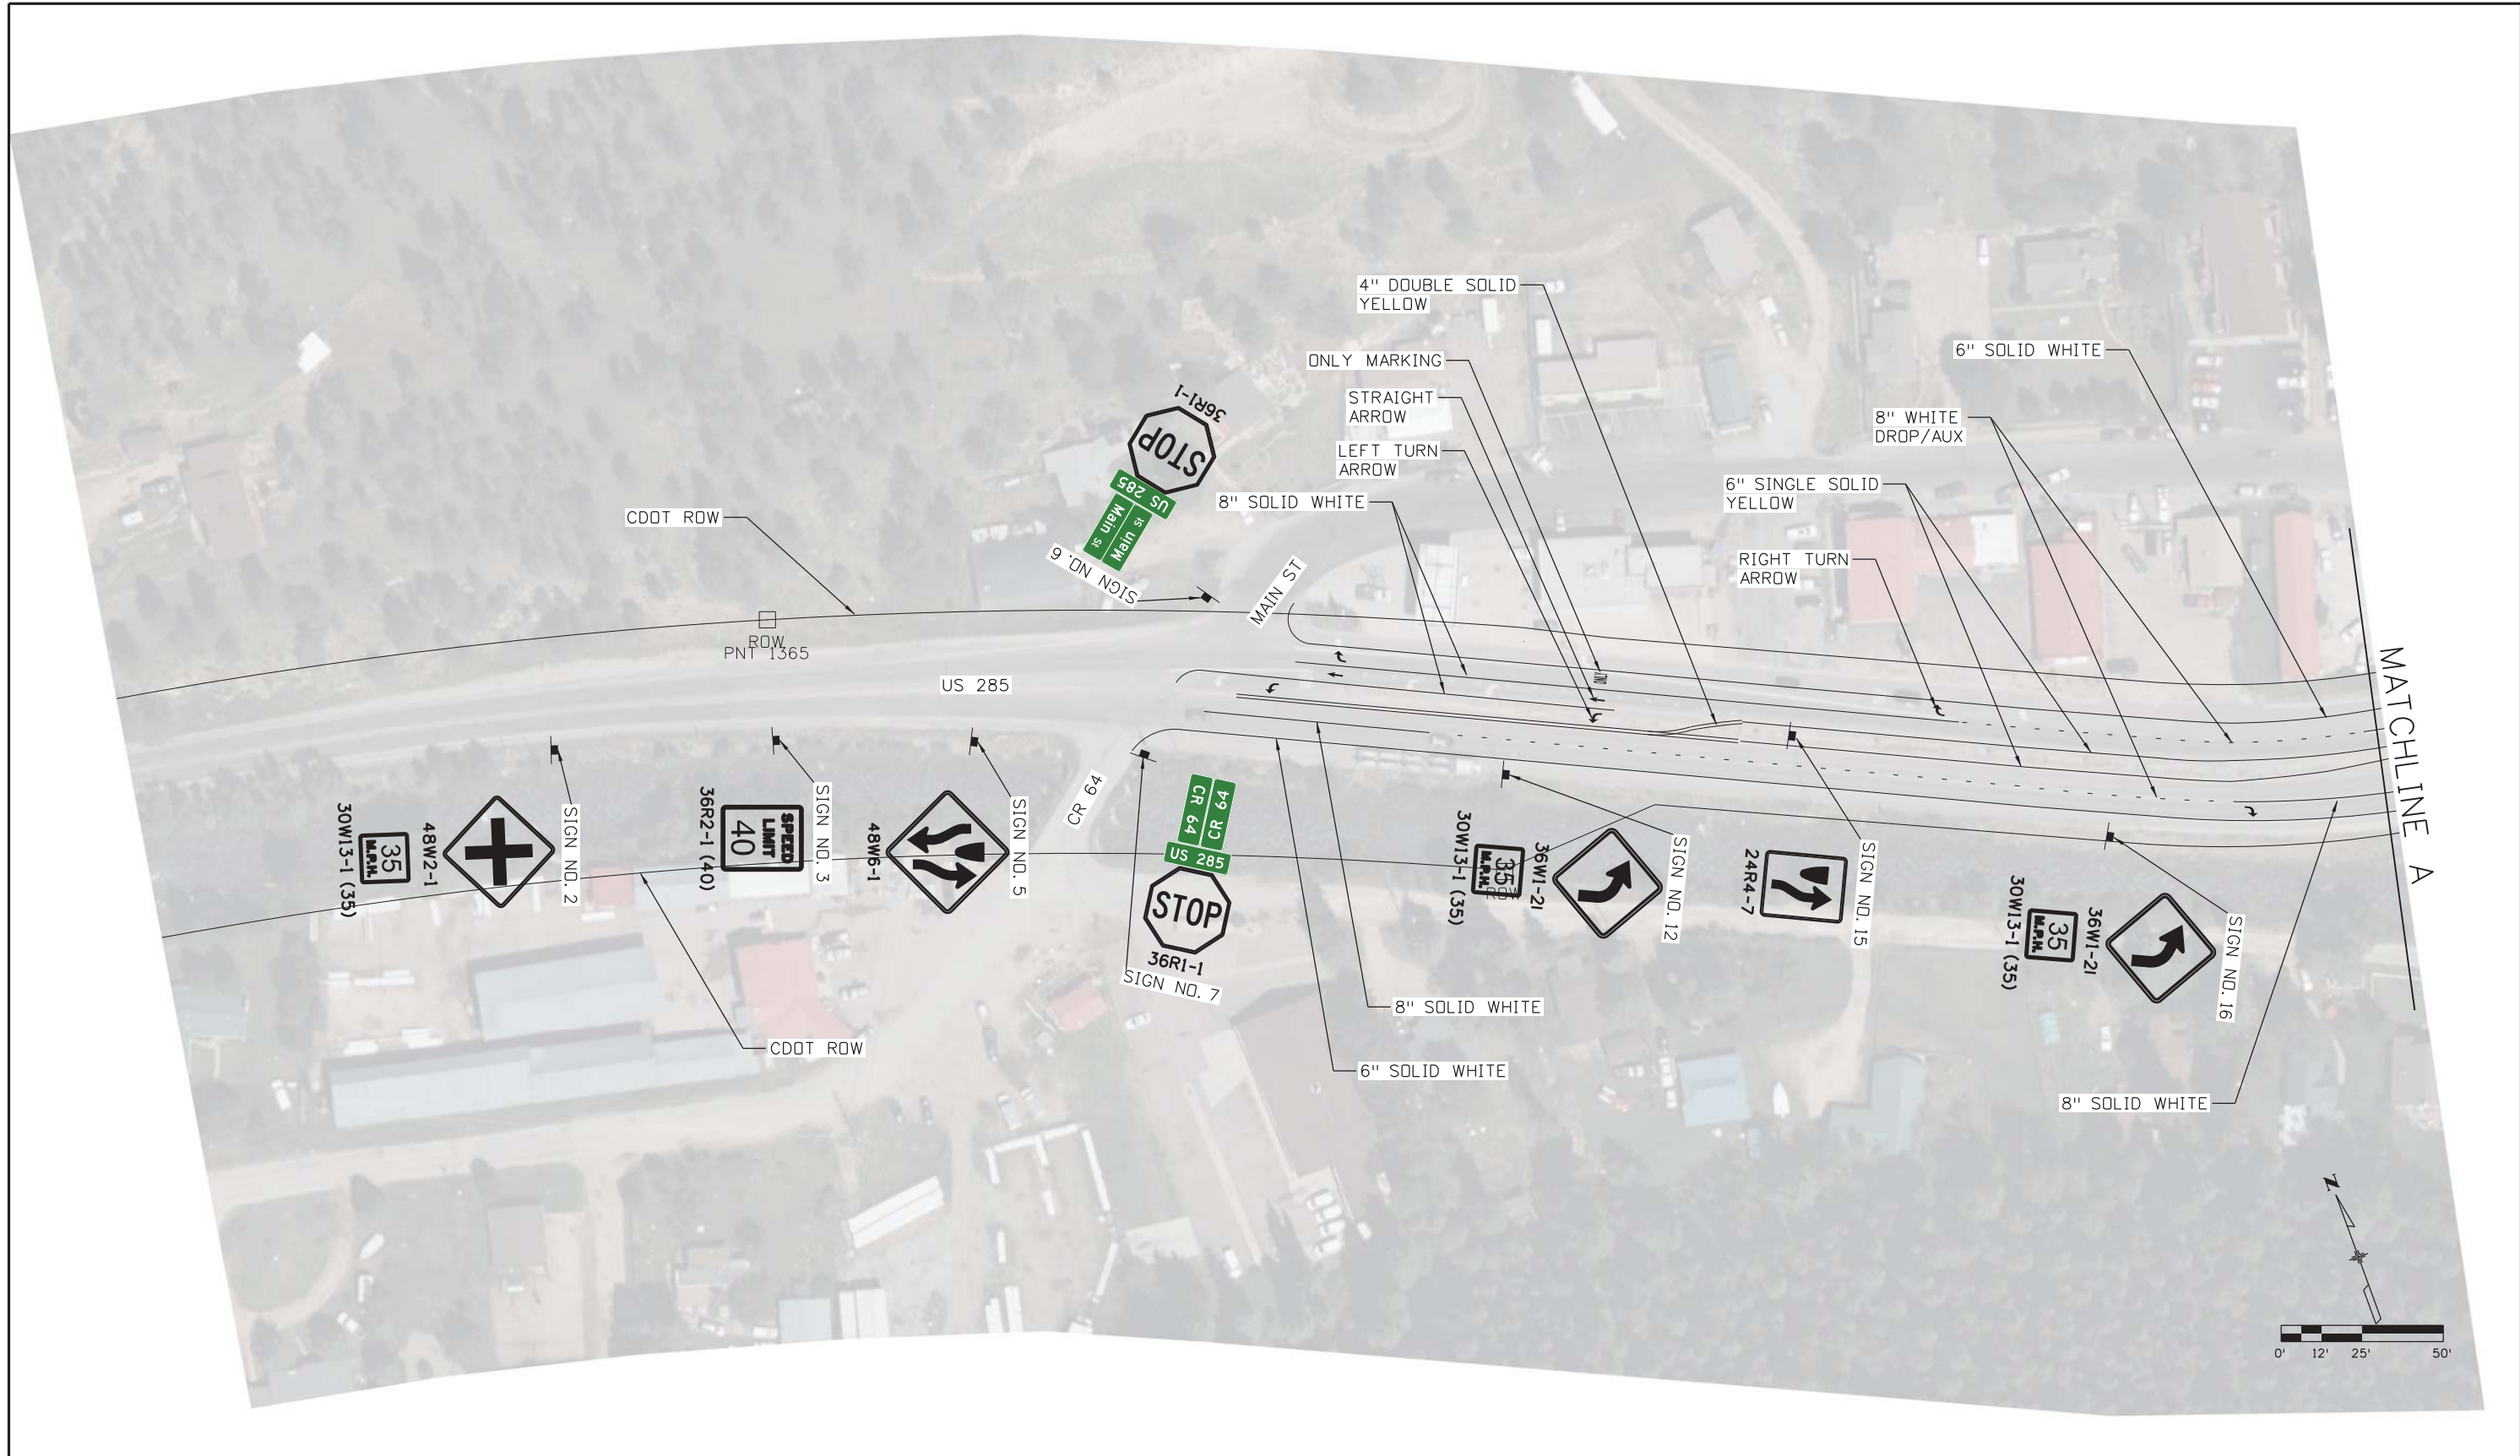 4" DOUBLE SOLID
YELLOW
ONLY MARKING
STRAIGHT
ARROW
LEFT TURN
ARROW
8" SOLID WHITE
6" SOLID WHITE
8" WHITE
DROP/AUX
6" SINGLE SOLID
YELLOW
RIGHT TURN
ARROW
36R1-1
STOP
US 285
Main st
Main st
SIGN NO. 6
MAIN ST
CDOT ROW
ROW
PNT 1365
US 285
ONLY
MATCHLINE A
30W13-1 (35)
35
M.P.H.
48W2-1
SIGN NO. 2
36R2-1 (40)
SPEED
LIMIT
40
SIGN NO. 3
48W6-1
SIGN NO. 5
CR 64
CR 64
CR 64
US 285
STOP
36R1-1
SIGN NO. 7
30W13-1 (35)
35
M.P.H.
ROW
36W1-2l
SIGN NO. 12
24R4-7
SIGN NO. 15
30W13-1 (35)
35
M.P.H.
36W1-2l
SIGN NO. 16
8" SOLID WHITE
6" SOLID WHITE
CDOT ROW
8" SOLID WHITE
N
0' 12' 25' 50'